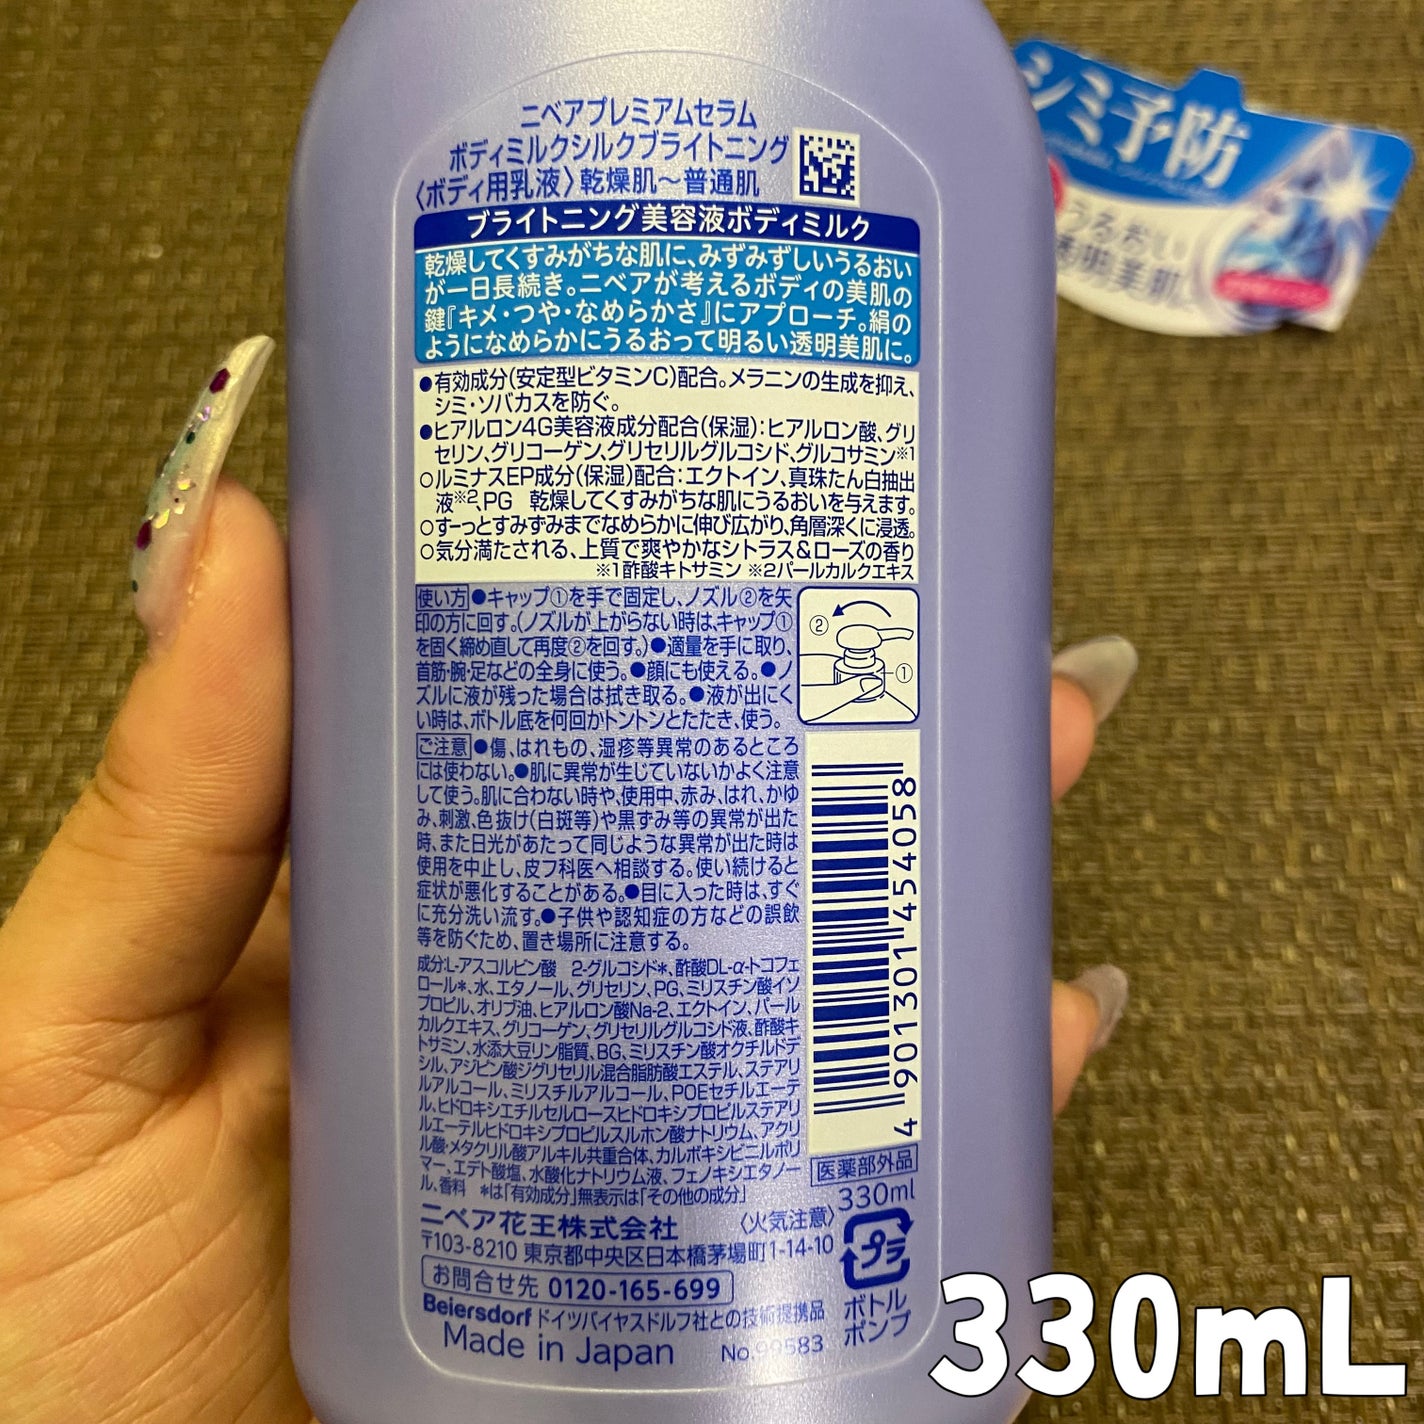 ニベアプレミアムセラム
ボディミルクシルクブライトニング
〈ボディ用乳液〉乾燥肌～普通肌
ブライトニング美容液ボディミルク
乾燥してくすみがちな肌に、みずみずしいうるおい
が一日長続き。ニベアが考えるボディの美肌の
鍵『キメ・つや・なめらかさ』にアプローチ。絹の
ようになめらかにうるおって明るい透明美肌に。
●有効成分(安定型ビタミンC)配合。メラニンの生成を抑え、
シミ・ソバカスを防ぐ。
●ヒアルロン4G美容液成分配合(保湿):ヒアルロン酸、グリ
セリン、グリコーゲン、グリセリルグルコシド、グルコサミン※1
○ルミナスEP成分(保湿)配合:エクトイン、真珠たん白抽出
液※2、PG 乾燥してくすみがちな肌にうるおいを与えます。
○すーっとすみずみまでなめらかに伸び広がり、角層深くに浸透。
○気分満たされる、上質で爽やかなシトラス&ローズの香り
※1酢酸キトサミン ※2パールカルクエキス
使い方 ●キャップ①を手で固定し、ノズル②を矢
印の方に回す。(ノズルが上がらない時は、キャップ①
を固く締め直して再度②を回す。)●適量を手に取り、
首筋・腕・足などの全身に使う。●顔にも使える。●ノ
ズルに液が残った場合は拭き取る。●液が出にく
い時は、ボトル底を何回かトントンとたたき、使う。
②
①
ご注意 ●傷、はれもの、湿疹等異常のあるところ
には使わない。●肌に異常が生じていないかよく注意
して使う。肌に合わない時や、使用中、赤み、はれ、かゆ
み、刺激、色抜け(白斑等)や黒ずみ等の異常が出た
時、また日光があたって同じような異常が出た時は
使用を中止し、皮フ科医へ相談する。使い続けると
症状が悪化することがある。●目に入った時は、すぐ
に充分洗い流す。●子供や認知症の方などの誤飲
等を防ぐため、置き場所に注意する。
成分:L-アスコルビン酸 2-グルコシド*、酢酸DL-α-トコフェ
ロール*、水、エタノール、グリセリン、PG、ミリスチン酸イソ
プロピル、オリブ油、ヒアルロン酸Na-2、エクトイン、パール
カルクエキス、グリコーゲン、グリセリルグルコシド液、酢酸キ
トサミン、水添大豆リン脂質、BG、ミリスチン酸オクチルドデ
シル、アジピン酸ジグリセリル混合脂肪酸エステル、ステアリ
ルアルコール、ミリスチルアルコール、POEセチルエーテ
ル、ヒドロキシエチルセルロースヒドロキシプロピルステアリ
ルエーテルヒドロキシプロピルスルホン酸ナトリウム、アクリ
ル酸・メタクリル酸アルキル共重合体、カルボキシビニルポリ
マー、エデト酸塩、水酸化ナトリウム液、フェノキシエタノー
ル、香料 *は「有効成分」無表示は「その他の成分」
4 901301 454058
医薬部外品
330ml
ニベア花王株式会社 〈火気注意〉
〒103-8210 東京都中央区日本橋茅場町1-14-10
お問合せ先 0120-165-699
Beiersdorf ドイツバイヤスドルフ社との技術提携品
Made in Japan No.99583
プラ
ボトル
ポンプ
シミ予防
うるおい
透明美肌へ
330mL